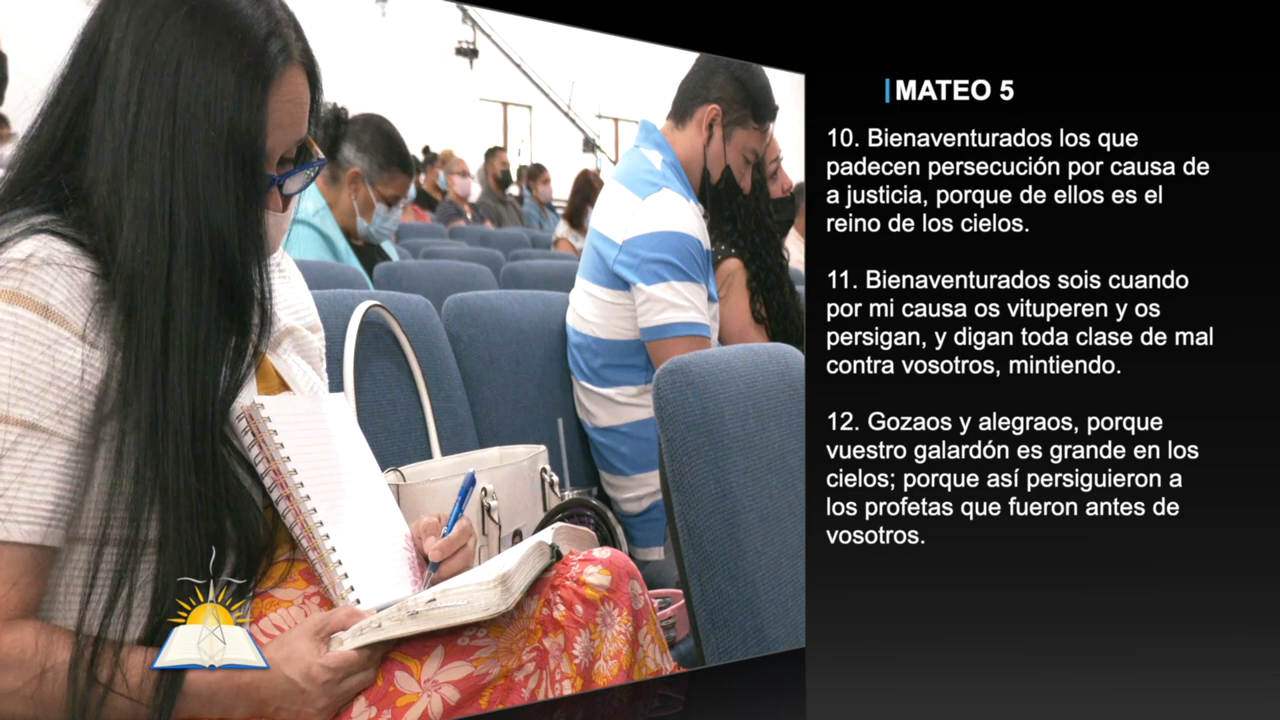 MATEO 5
10. Bienaventurados los que
padecen persecución por causa de
a justicia, porque de ellos es el
reino de los cielos.
11. Bienaventurados sois cuando
por mi causa os vituperen y os
persigan, y digan toda clase de mal
contra vosotros, mintiendo.
12. Gozaos y alegraos, porque
vuestro galardón es grande en los
cielos; porque así persiguieron a
los profetas que fueron antes de
vosotros.